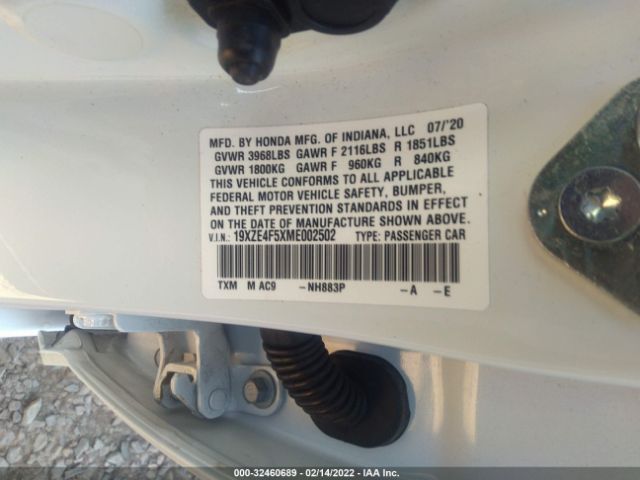 MFD. BY HONDA MFG. OF INDIANA, LLC 07/'20
GVWR 3968LBS GAWR F 2116LBS R 1851LBS
GVWR 1800KG GAWR F 960KG R 840KG
THIS VEHICLE CONFORMS TO ALL APPLICABLE
FEDERAL MOTOR VEHICLE SAFETY, BUMPER,
AND THEFT PREVENTION STANDARDS IN EFFECT
ON THE DATE OF MANUFACTURE SHOWN ABOVE.
V.I.N.: 19XZE4F5XME002502 TYPE: PASSENGER CAR
TXM M AC9 -NH883P -A -E
000-32460689 - 02/14/2022 - IAA Inc.